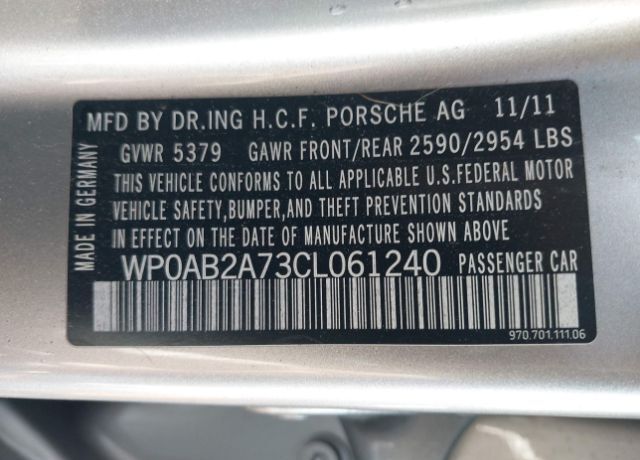 MFD BY DR.ING H.C.F. PORSCHE AG 11/11
GVWR 5379 GAWR FRONT/REAR 2590/2954 LBS
THIS VEHICLE CONFORMS TO ALL APPLICABLE U.S.FEDERAL MOTOR
VEHICLE SAFETY,BUMPER,AND THEFT PREVENTION STANDARDS
IN EFFECT ON THE DATE OF MANUFACTURE SHOWN ABOVE
WP0AB2A73CL061240 PASSENGER CAR
970.701.111.06
MADE IN GERMANY